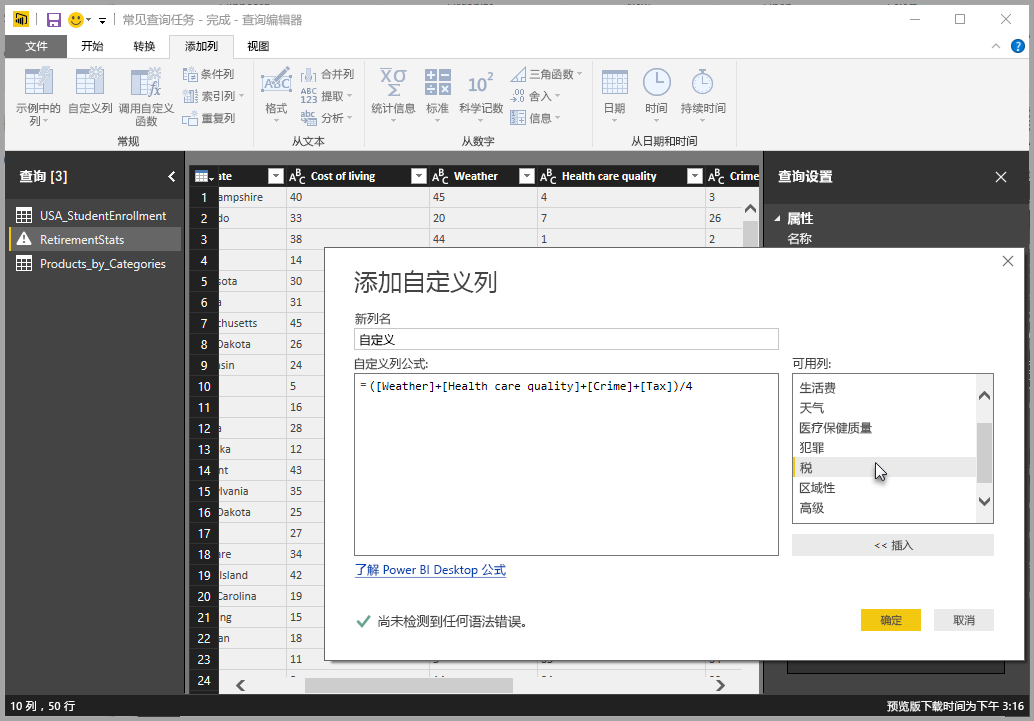 常见查询任务 - 完成 - 查询编辑器
文件 开始 转换 添加列 视图
示例中的列 自定义列 调用自定义函数 条件列 索引列 重复列 常规
格式 ABC 合并列 ABC 123 提取 abc 分析 从文本
XΟ Σ 统计信息 标准 10² 科学记数 三角函数 .00 舍入 信息 从数字
日期 时间 持续时间 从日期和时间
查询 [3]
USA_StudentEnrollment
RetirementStats
Products_by_Categories
ate ABC Cost of living ABC Weather ABC Health care quality ABC Crime
1 ampshire 40 45 4 3
2 do 33 20 7 26
3 38 44 1 2
4 14
5 sota 30
6 a 31
7 chusetts 45
8 Dakota 26
9 sin 24
10 5
11 16
12 a 28
13 ka 12
14 nt 43
15 lvania 35
16 Dakota 25
17 27
18 re 34
19 Island 42
20 Carolina 19
21 ng 15
22 an 18
23 11
24
查询设置
属性
名称
添加自定义列
新列名
自定义
自定义列公式:
= ([Weather]+[Health care quality]+[Crime]+[Tax])/4
可用列:
生活费
天气
医疗保健质量
犯罪
税
区域性
高级
<< 插入
了解 Power BI Desktop 公式
尚未检测到任何语法错误。
确定 取消
10 列，50 行
预览版下载时间为下午 3:16